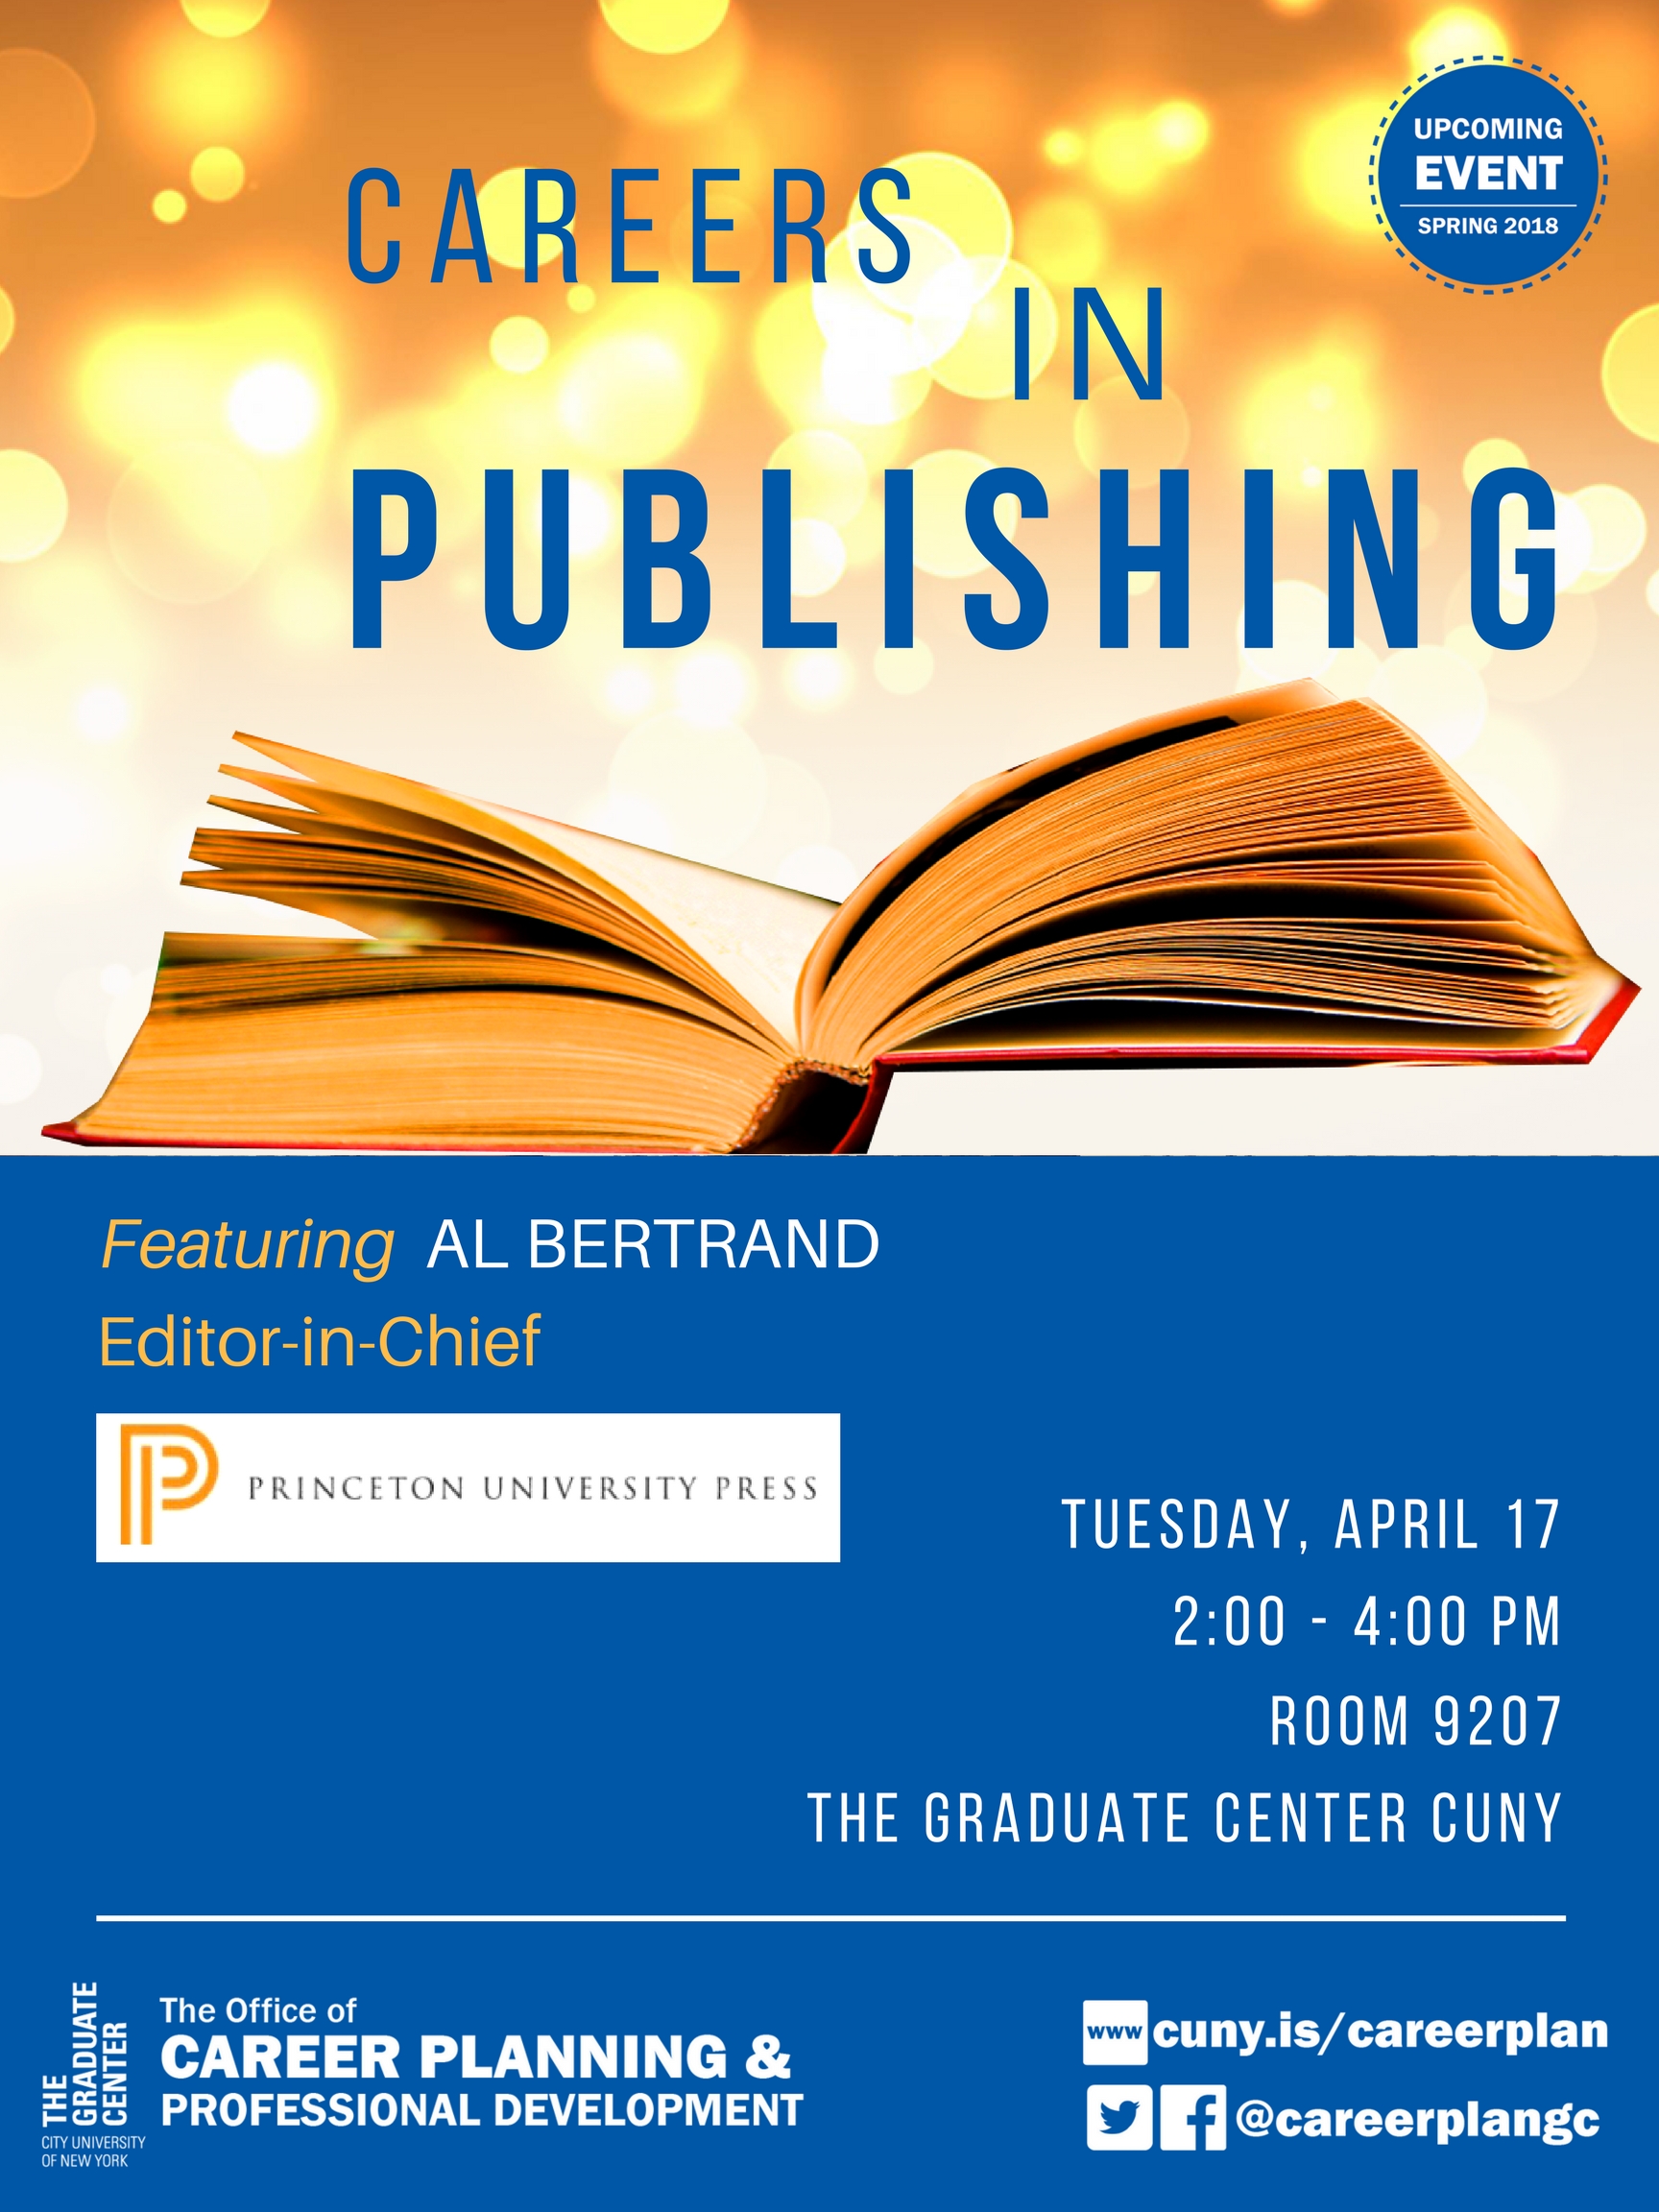 UPCOMING
EVENT
SPRING 2018
CAREERS
IN
PUBLISHING
Featuring AL BERTRAND
Editor-in-Chief
PRINCETON UNIVERSITY PRESS
TUESDAY, APRIL 17
2:00 - 4:00 PM
ROOM 9207
THE GRADUATE CENTER CUNY
THE
GRADUATE
CENTER
CITY UNIVERSITY
OF NEW YORK
The Office of
CAREER PLANNING &
PROFESSIONAL DEVELOPMENT
www cuny.is/careerplan
@careerplangc